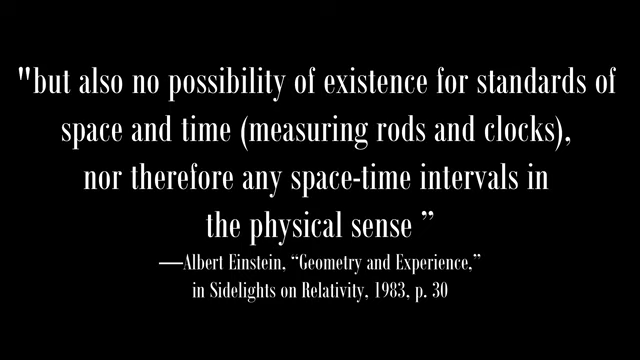 "but also no possibility of existence for standards of
space and time (measuring rods and clocks),
nor therefore any space-time intervals in
the physical sense ”
—Albert Einstein, “Geometry and Experience,”
in Sidelights on Relativity, 1983, p. 30